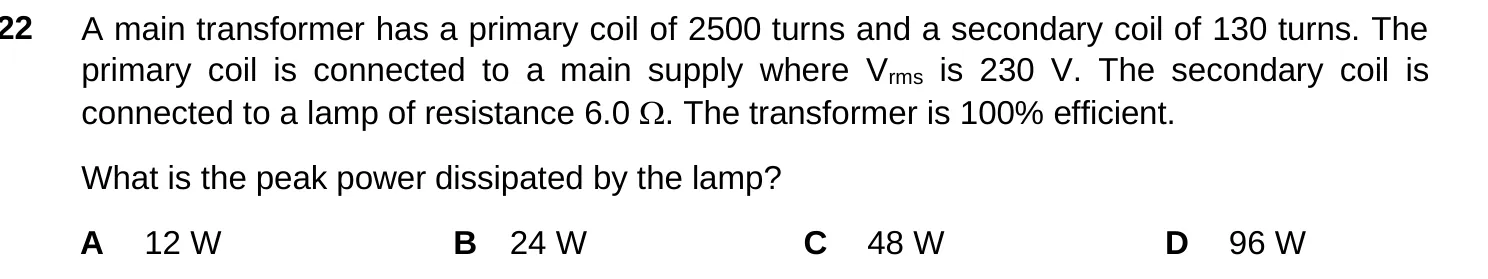 22 A main transformer has a primary coil of 2500 turns and a secondary coil of 130 turns. The
primary coil is connected to a main supply where Vrms is 230 V. The secondary coil is
connected to a lamp of resistance 6.0 Ω. The transformer is 100% efficient.
What is the peak power dissipated by the lamp?
A 12 W B 24 W C 48 W D 96 W